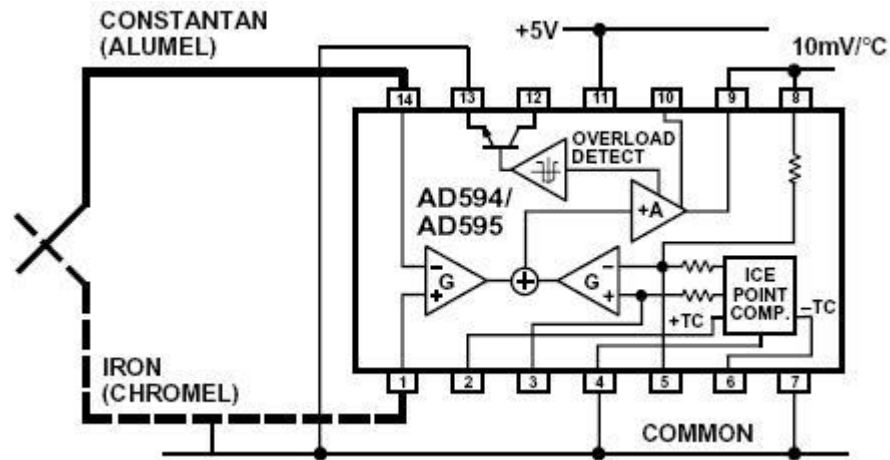 CONSTANTAN
(ALUMEL)
+5V
10mV/°C
14 13 12 11 10 9 8
OVERLOAD
DETECT
AD594/
AD595
+A
– G +
+
– G +
ICE
POINT
COMP.
+TC
–TC
IRON
(CHROMEL)
1 2 3 4 5 6 7
COMMON